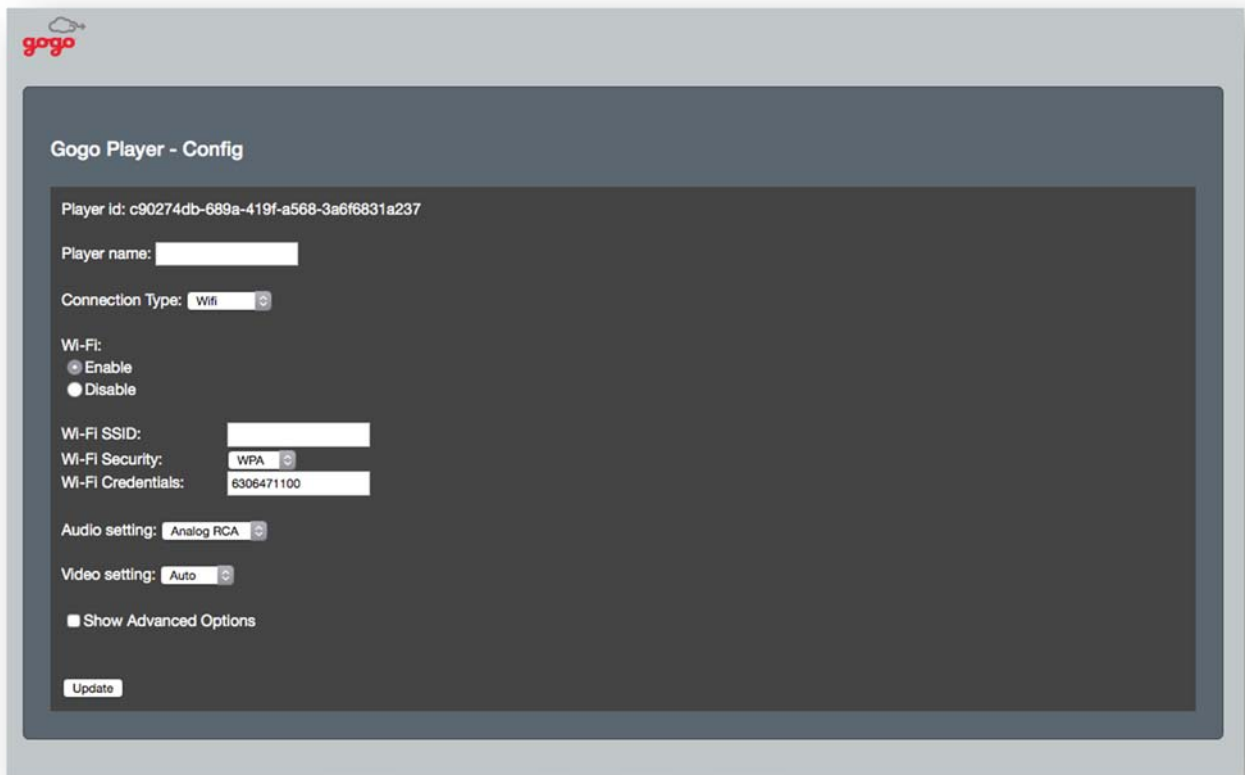 gogo
Gogo Player - Config
Player id: c90274db-689a-419f-a568-3a6f6831a237
Player name:
Connection Type: Wifi
Wi-Fi:
Enable
Disable
Wi-Fi SSID:
Wi-Fi Security: WPA
Wi-Fi Credentials: 6306471100
Audio setting: Analog RCA
Video setting: Auto
Show Advanced Options
Update